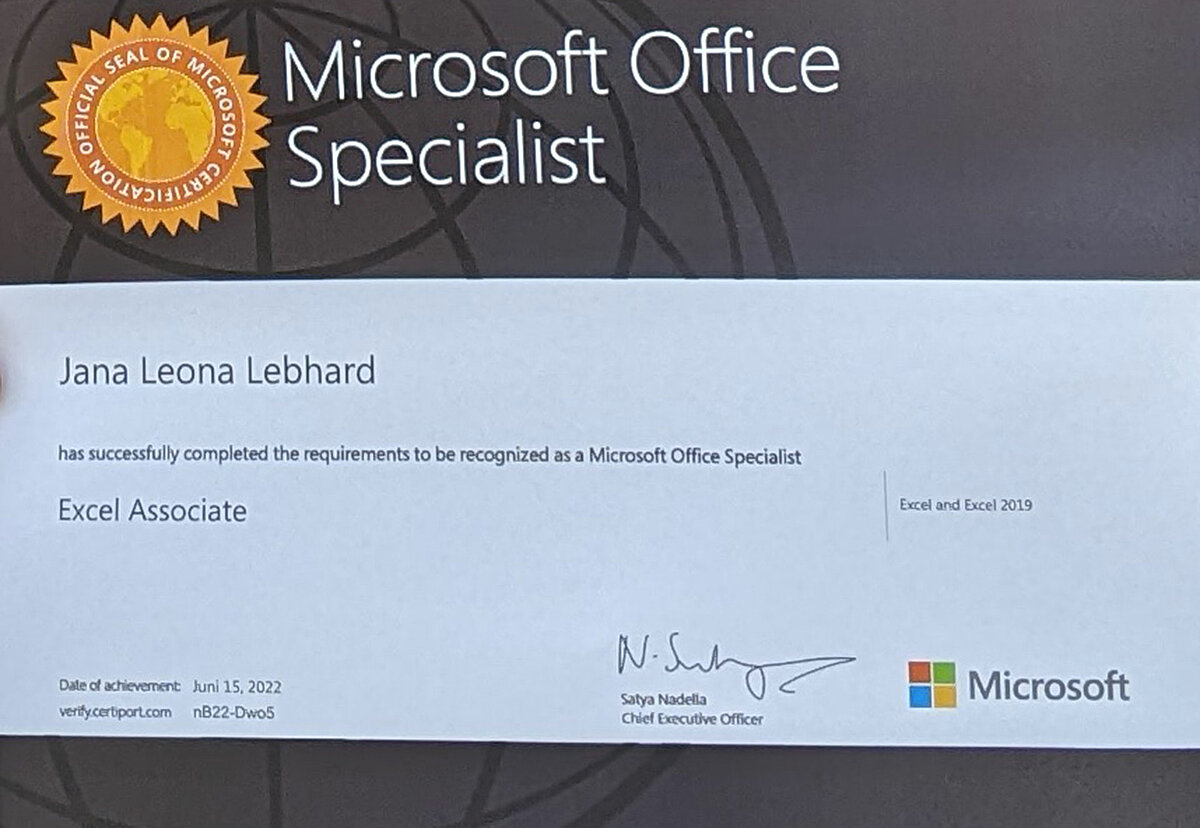 OFFICIAL SEAL OF MICROSOFT CERTIFICATION
Microsoft Office
Specialist
Jana Leona Lebhard
has successfully completed the requirements to be recognized as a Microsoft Office Specialist
Excel Associate
Excel and Excel 2019
N. Satya
Date of achievement: Juni 15, 2022
verify.certiport.com nB22-Dwo5
Satya Nadella
Chief Executive Officer
Microsoft